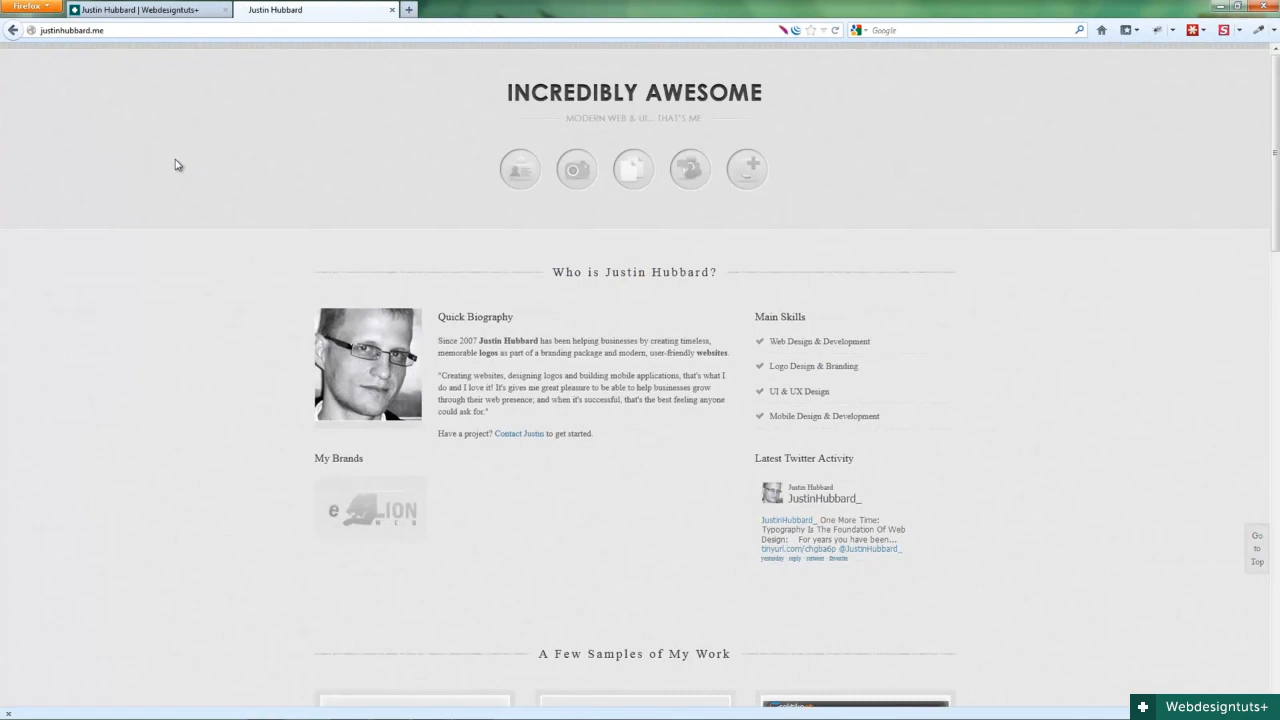 Firefox
Justin Hubbard | Webdesigntuts+
Justin Hubbard
justinhubbard.me
Google
INCREDIBLY AWESOME
MODERN WEB & UI... THAT'S ME
Who is Justin Hubbard?
Quick Biography
Since 2007 Justin Hubbard has been helping businesses by creating timeless,
memorable logos as part of a branding package and modern, user-friendly websites.
"Creating websites, designing logos and building mobile applications, that's what I
do and I love it! It's gives me great pleasure to be able to help businesses grow
through their web presence; and when it's successful, that's the best feeling anyone
could ask for."
Have a project? Contact Justin to get started.
Main Skills
Web Design & Development
Logo Design & Branding
UI & UX Design
Mobile Design & Development
My Brands
e LION
WEB
Latest Twitter Activity
Justin Hubbard
JustinHubbard_
JustinHubbard_ One More Time:
Typography Is The Foundation Of Web
Design: For years you have been...
tinyurl.com/chgba6p @JustinHubbard_
yesterday · reply · retweet · favorite
Go
to
Top
A Few Samples of My Work
Webdesigntuts+